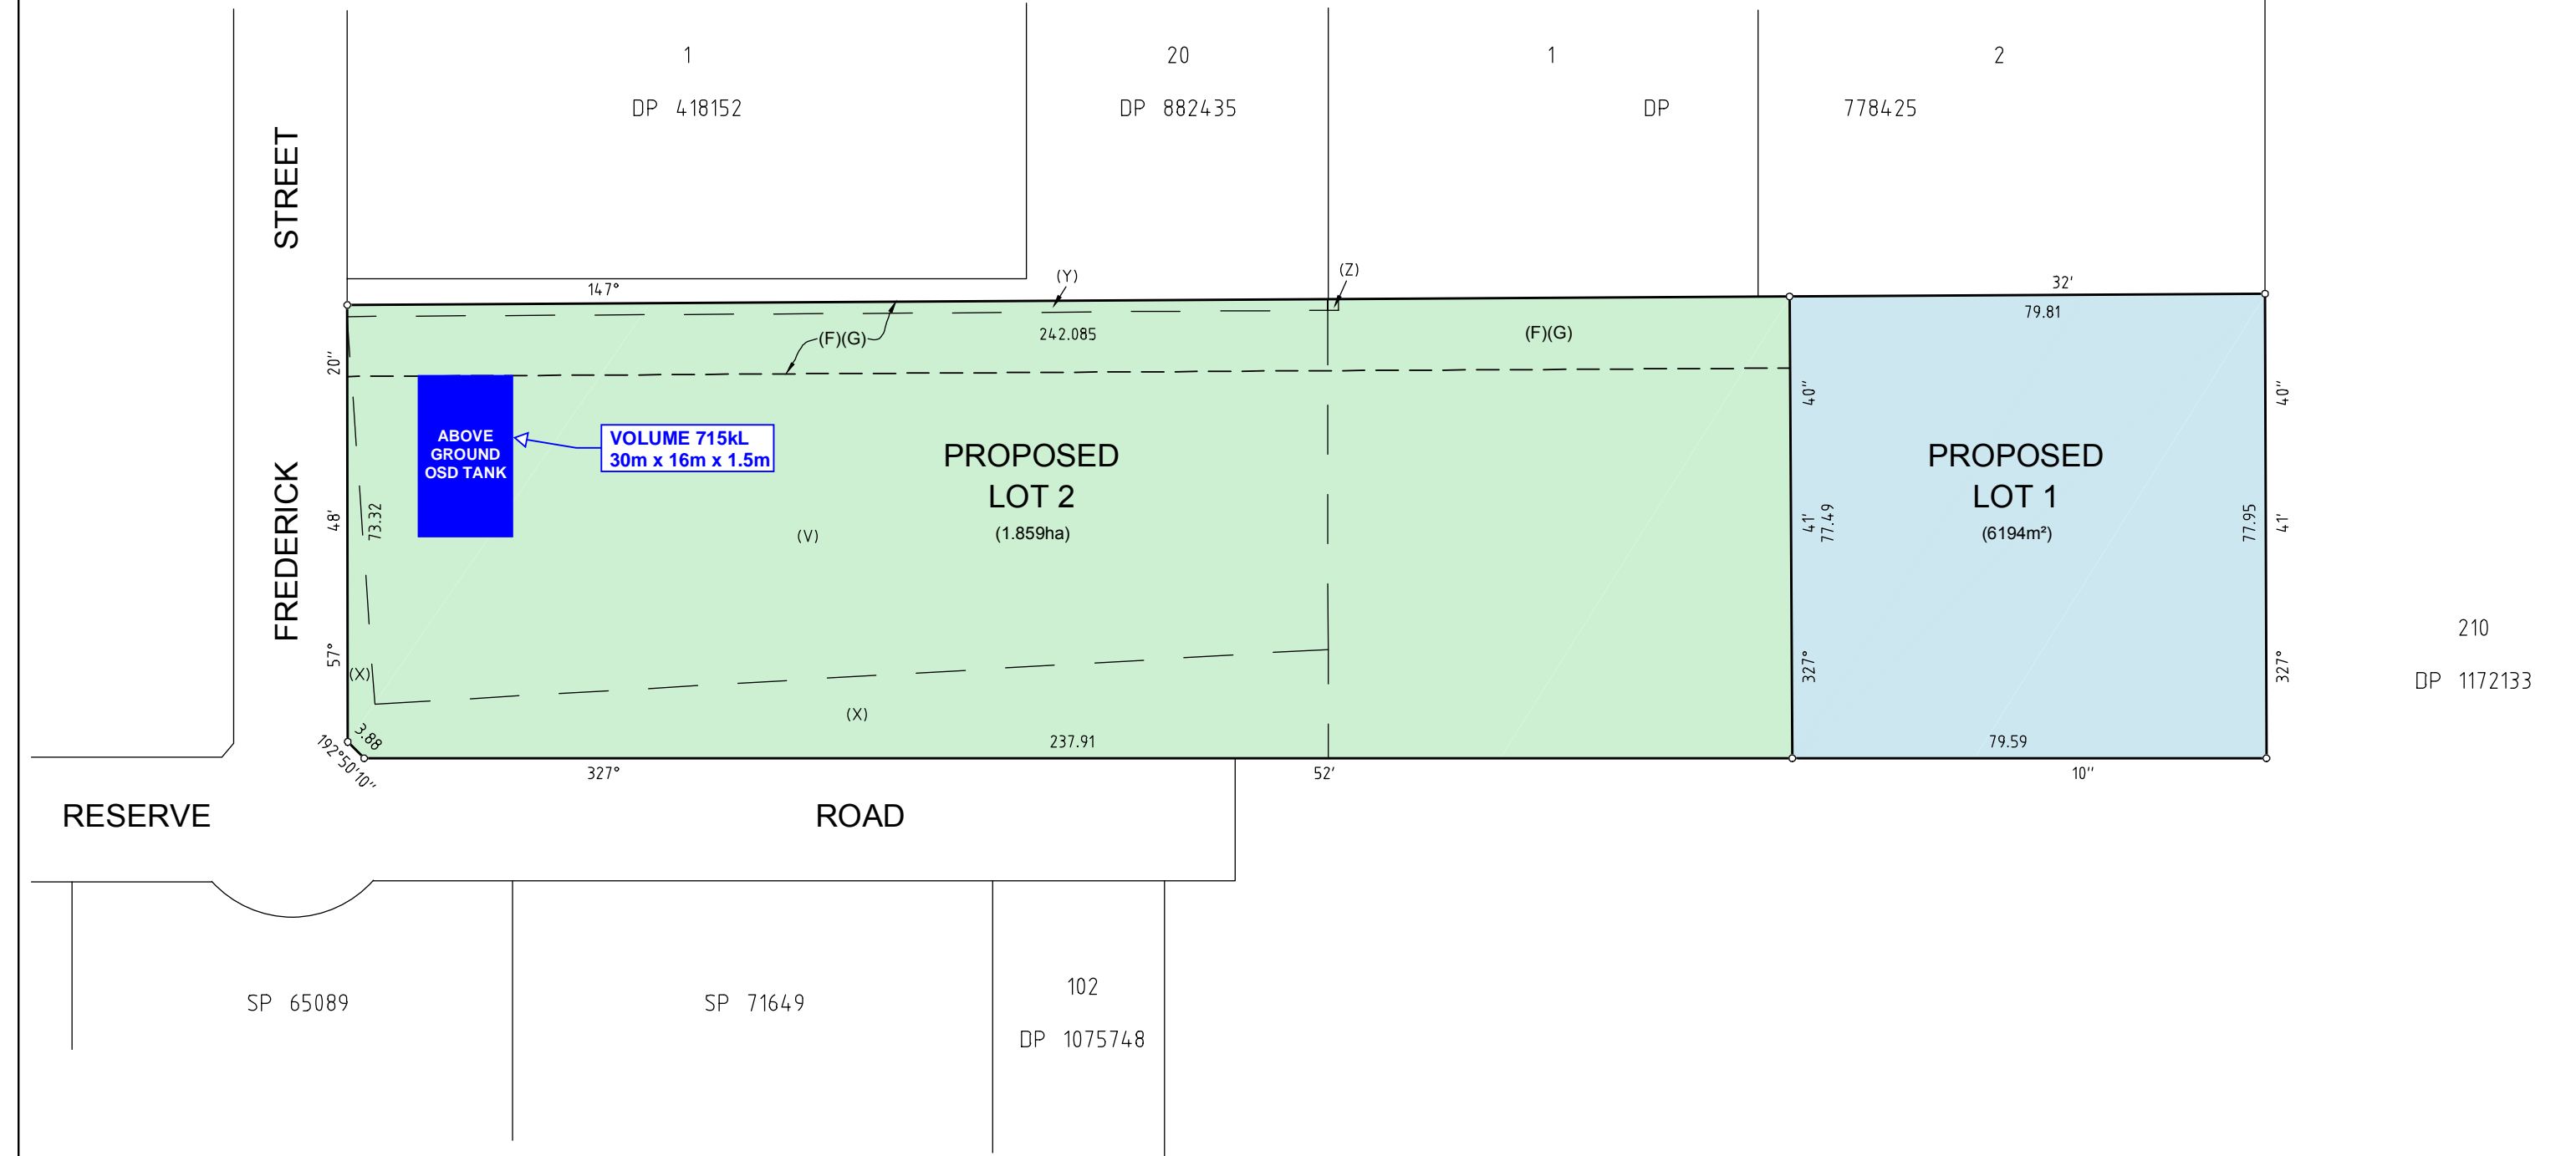 1
DP 418152
20
DP 882435
1
2
DP 778425
STREET
FREDERICK
147°
(Y)
(Z)
32'
(F)(G)
242.085
(F)(G)
79.81
20"
48'
57°
73.32
ABOVE
GROUND
OSD TANK
VOLUME 715kL
30m x 16m x 1.5m
PROPOSED
LOT 2
(1.859ha)
(V)
40"
41'
77.49
327°
PROPOSED
LOT 1
(6194m²)
77.95
40"
41'
327°
210
DP 1172133
(X)
(X)
3.88
192°50'10"
237.91
79.59
327°
52'
10"
RESERVE ROAD
SP 65089
SP 71649
102
DP 1075748